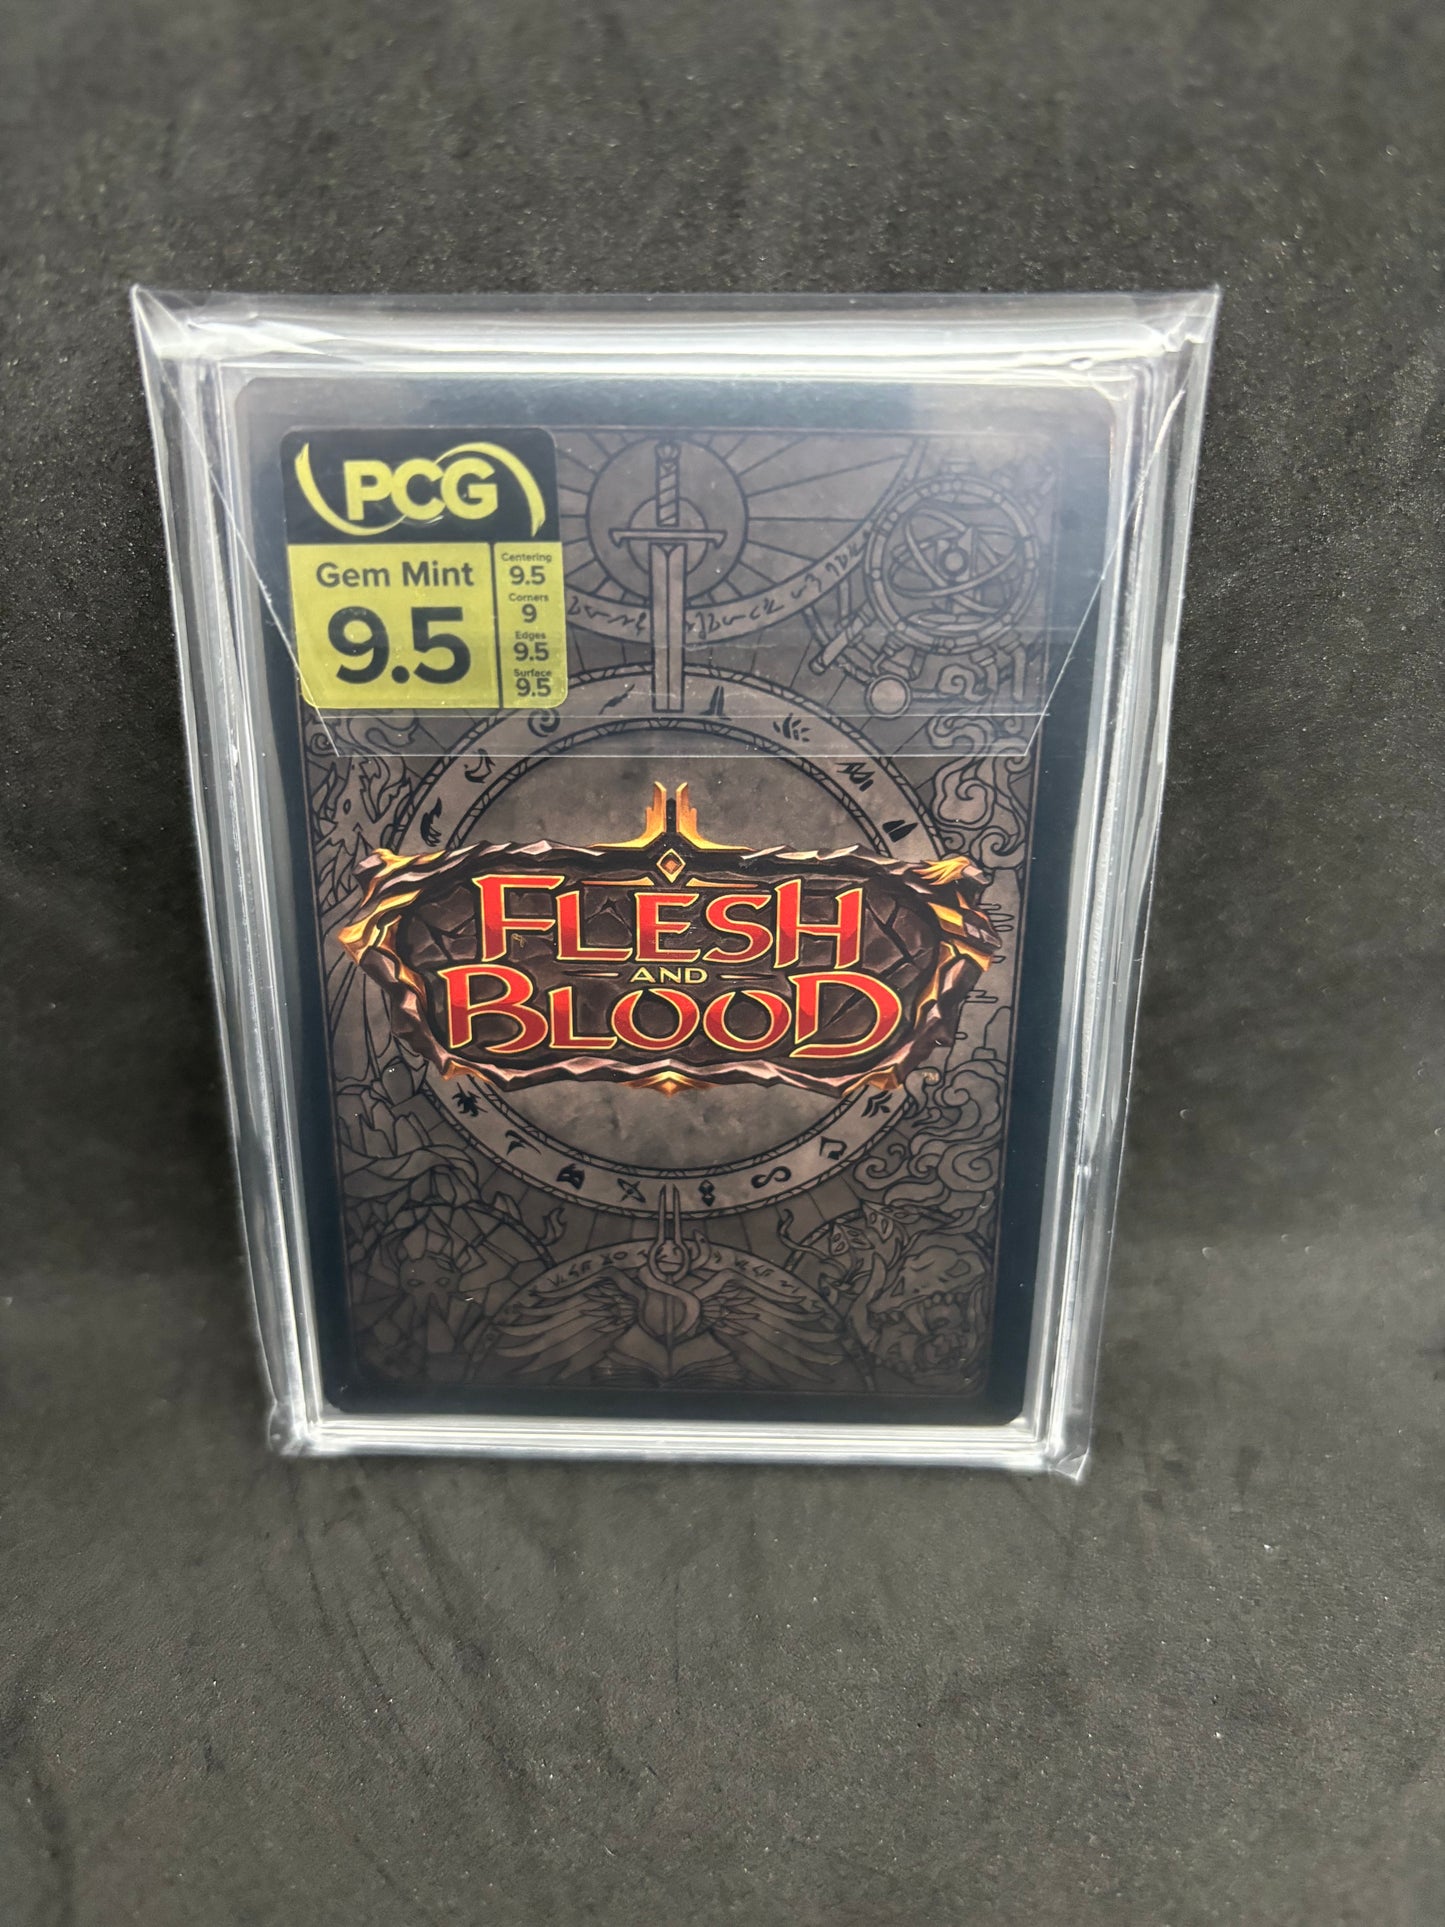 PCG
Gem Mint
9.5
Centering
9.5
Corners
9
Edges
9.5
Surface
9.5
FLESH
AND
BLOOD